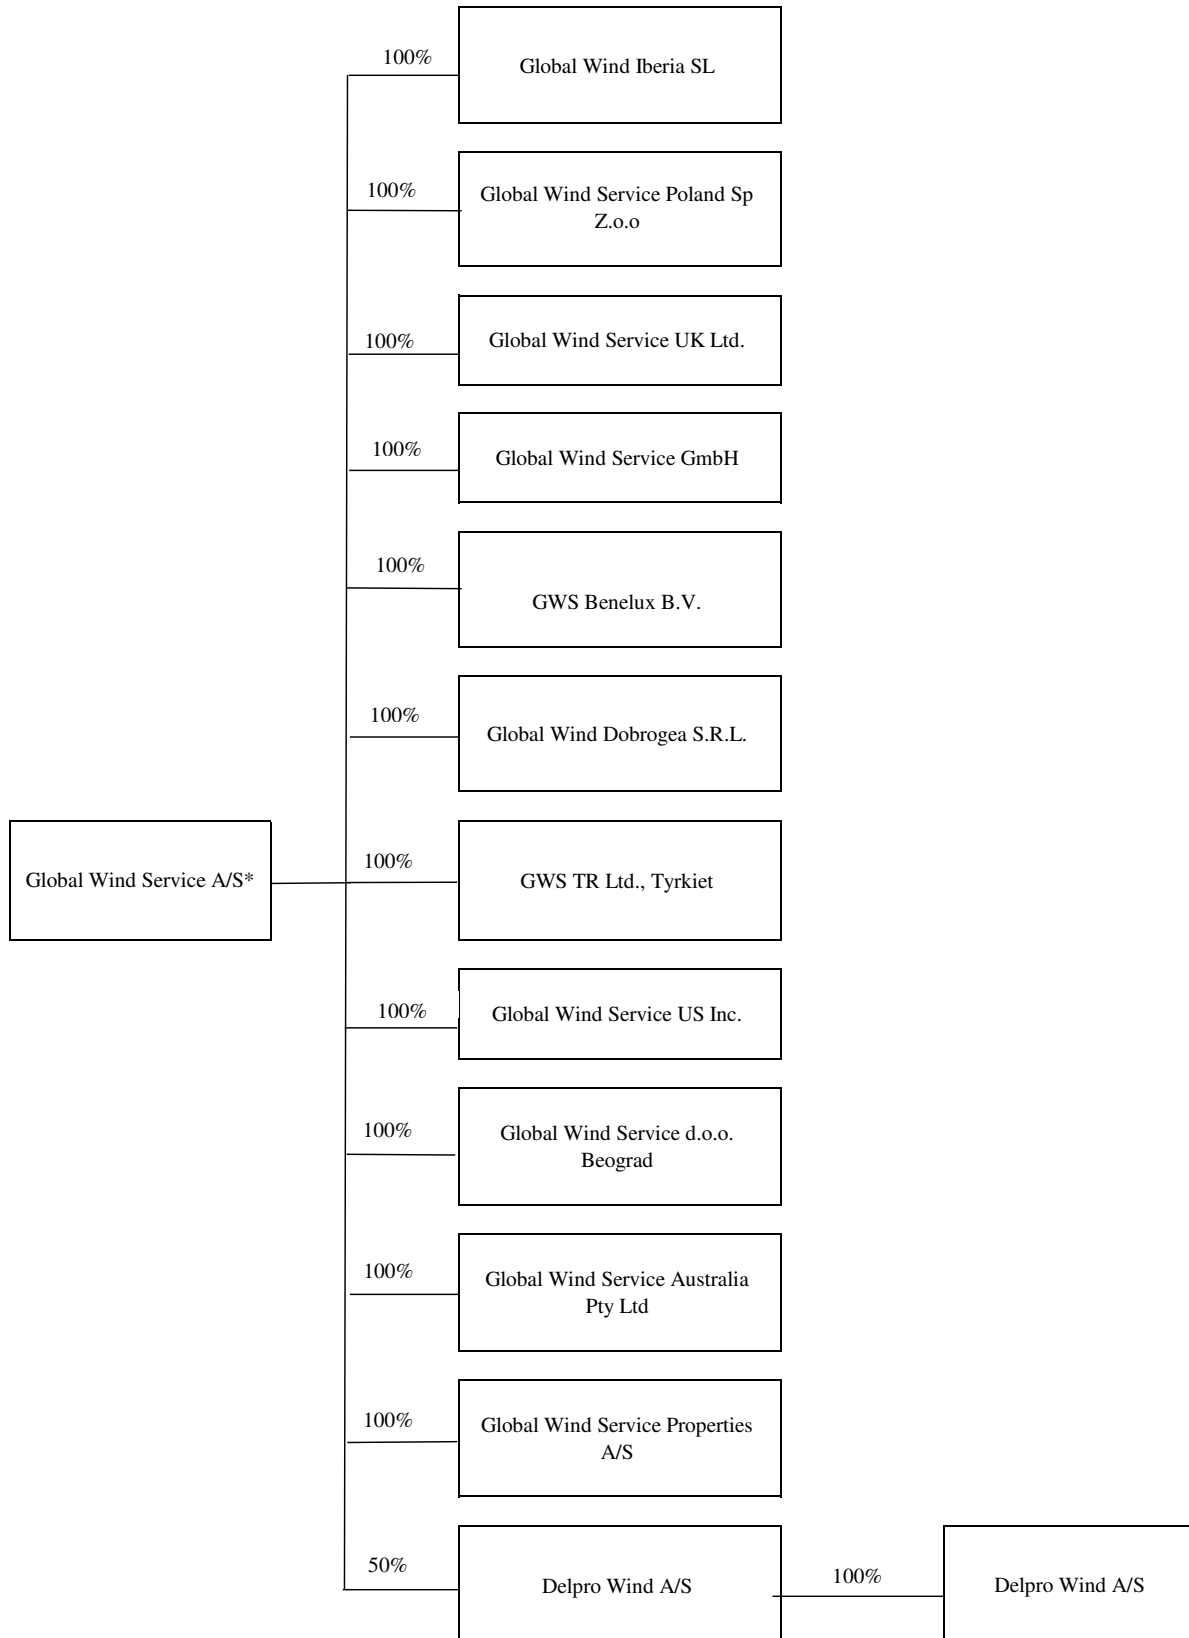 100%
Global Wind Iberia SL
100%
Global Wind Service Poland Sp
Z.o.o
100%
Global Wind Service UK Ltd.
100%
Global Wind Service GmbH
100%
GWS Benelux B.V.
100%
Global Wind Dobrogea S.R.L.
Global Wind Service A/S*
100%
GWS TR Ltd., Tyrkiet
100%
Global Wind Service US Inc.
100%
Global Wind Service d.o.o.
Beograd
100%
Global Wind Service Australia
Pty Ltd
100%
Global Wind Service Properties
A/S
50%
Delpro Wind A/S
100%
Delpro Wind A/S